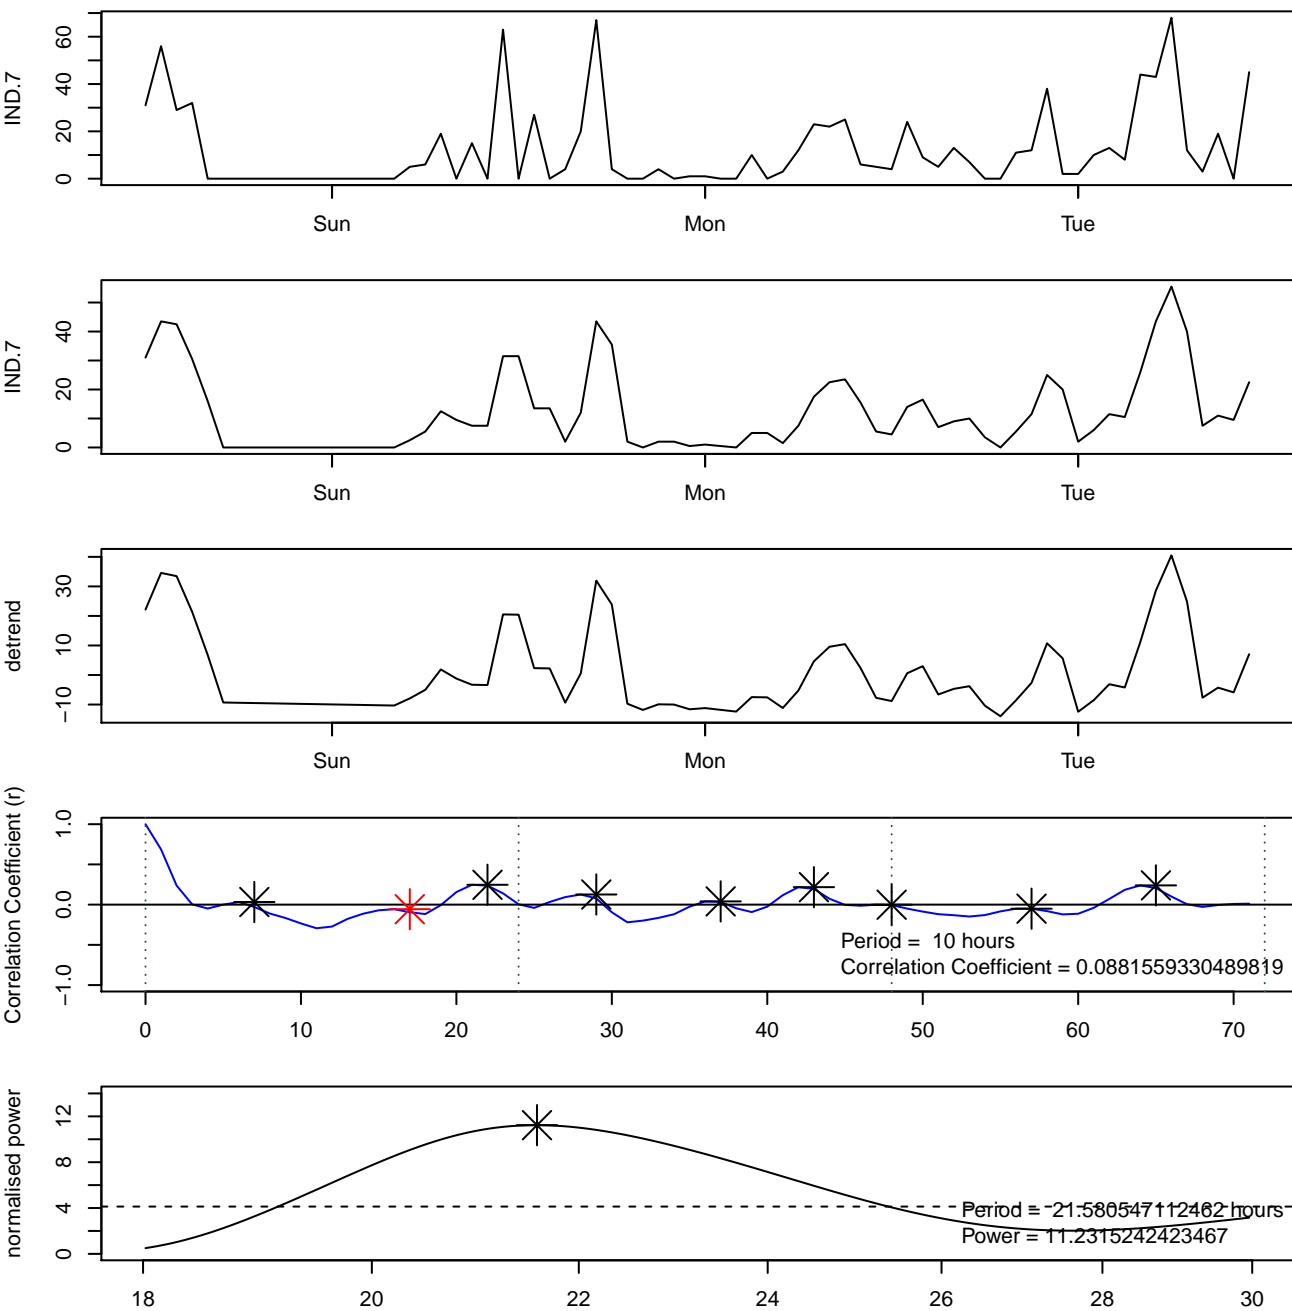 IND.7
0 20 40 60
Sun Mon Tue
IND.7
0 20 40
Sun Mon Tue
detrend
−10 10 30
Sun Mon Tue
Correlation Coefficient (r)
−1.0 0.0 1.0
Period = 10 hours
Correlation Coefficient = 0.0881559330489819
0 10 20 30 40 50 60 70
normalised power
0 4 8 12
Period = 21.580547112462 hours
Power = 11.2315242423467
18 20 22 24 26 28 30